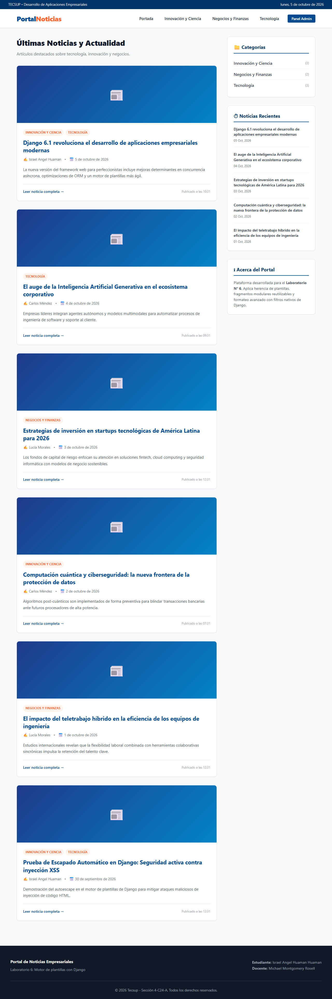 TECSUP • Desarrollo de Aplicaciones Empresariales
lunes, 5 de octubre de 2026
PortalNoticias
Portada
Innovación y Ciencia
Negocios y Finanzas
Tecnología
Panel Admin
Últimas Noticias y Actualidad
Artículos destacados sobre tecnología, innovación y negocios.
INNOVACIÓN Y CIENCIA
TECNOLOGÍA
Django 6.1 revoluciona el desarrollo de aplicaciones empresariales
modernas
Israel Angel Huaman • 5 de octubre de 2026
La nueva versión del framework web para perfeccionistas incluye mejoras determinantes en concurrencia
asíncrona, optimizaciones de ORM y un motor de plantillas más ágil.
Leer noticia completa →
Publicado a las 10:31
TECNOLOGÍA
El auge de la Inteligencia Artificial Generativa en el ecosistema
corporativo
Carlos Méndez • 4 de octubre de 2026
Empresas líderes integran agentes autónomos y modelos multimodales para automatizar procesos de
ingeniería de software y soporte al cliente.
Leer noticia completa →
Publicado a las 09:31
NEGOCIOS Y FINANZAS
Estrategias de inversión en startups tecnológicas de América Latina
para 2026
Lucía Morales • 3 de octubre de 2026
Los fondos de capital de riesgo enfocan su atención en soluciones fintech, cloud computing y seguridad
informática con modelos de negocio sostenibles.
Leer noticia completa →
Publicado a las 12:31
INNOVACIÓN Y CIENCIA
Computación cuántica y ciberseguridad: la nueva frontera de la
protección de datos
Carlos Méndez • 2 de octubre de 2026
Algoritmos post-cuánticos son implementados de forma preventiva para blindar transacciones bancarias
ante futuros procesadores de alta potencia.
Leer noticia completa →
Publicado a las 07:31
NEGOCIOS Y FINANZAS
El impacto del teletrabajo híbrido en la eficiencia de los equipos de
ingeniería
Lucía Morales • 1 de octubre de 2026
Estudios internacionales revelan que la flexibilidad laboral combinada con herramientas colaborativas
sincrónicas impulsa la retención del talento clave.
Leer noticia completa →
Publicado a las 12:31
INNOVACIÓN Y CIENCIA
TECNOLOGÍA
Prueba de Escapado Automático en Django: Seguridad activa contra
inyección XSS
Israel Angel Huaman • 30 de septiembre de 2026
Demostración del autoescape en el motor de plantillas de Django para mitigar ataques maliciosos de
inyección de código HTML.
Leer noticia completa →
Publicado a las 12:31
Categorías
Innovación y Ciencia (3)
Negocios y Finanzas (2)
Tecnología (3)
Noticias Recientes
Django 6.1 revoluciona el desarrollo de
aplicaciones empresariales modernas
05 Oct, 2026
El auge de la Inteligencia Artificial
Generativa en el ecosistema corporativo
04 Oct, 2026
Estrategias de inversión en startups
tecnológicas de América Latina para 2026
03 Oct, 2026
Computación cuántica y ciberseguridad: la
nueva frontera de la protección de datos
02 Oct, 2026
El impacto del teletrabajo híbrido en la
eficiencia de los equipos de ingeniería
01 Oct, 2026
ℹ Acerca del Portal
Plataforma desarrollada para el Laboratorio
N° 6. Aplica herencia de plantillas,
fragmentos modulares reutilizables y
formateo avanzado con filtros nativos de
Django.
Portal de Noticias Empresariales
Laboratorio 6: Motor de plantillas con Django
Estudiante: Israel Angel Huaman Huaman
Docente: Michael Montgomery Rosell
© 2026 Tecsup - Sección 4-C24-A. Todos los derechos reservados.